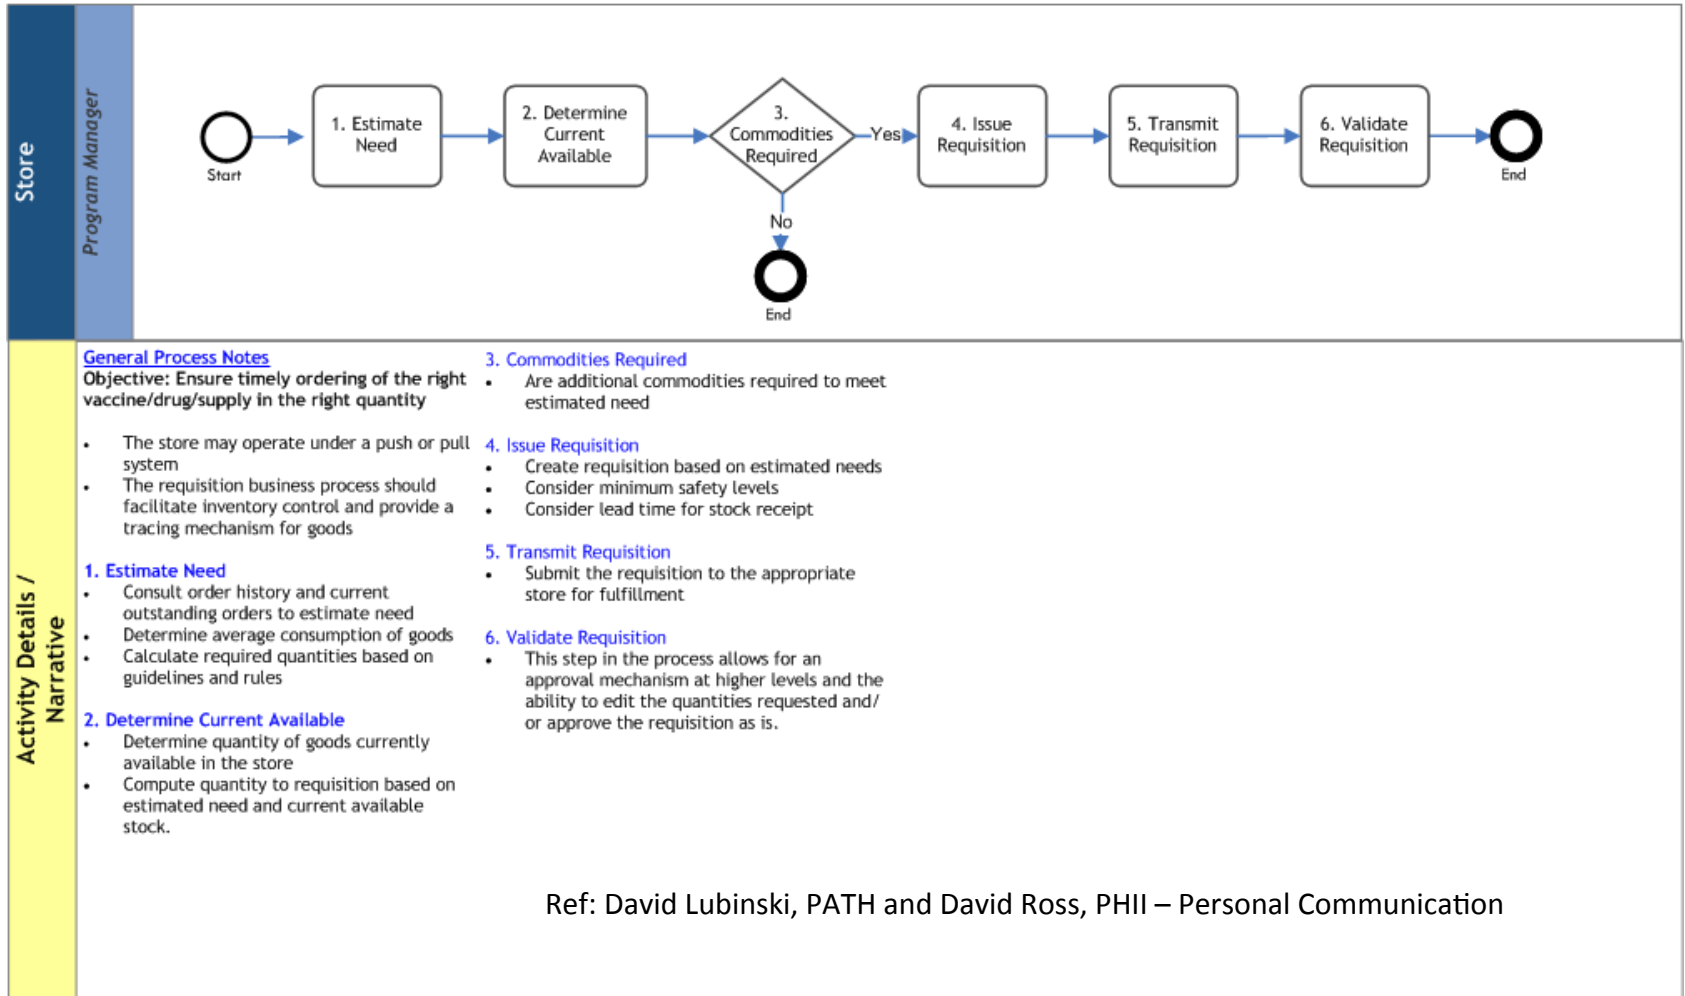 Store
Program Manager
Start
1. Estimate
Need
2. Determine
Current
Available
3.
Commodities
Required
Yes
No
End
4. Issue
Requisition
5. Transmit
Requisition
6. Validate
Requisition
End
Activity Details /
Narrative
General Process Notes
Objective: Ensure timely ordering of the right
vaccine/drug/supply in the right quantity
• The store may operate under a push or pull
system
• The requisition business process should
facilitate inventory control and provide a
tracing mechanism for goods
1. Estimate Need
• Consult order history and current
outstanding orders to estimate need
• Determine average consumption of goods
• Calculate required quantities based on
guidelines and rules
2. Determine Current Available
• Determine quantity of goods currently
available in the store
• Compute quantity to requisition based on
estimated need and current available
stock.
3. Commodities Required
• Are additional commodities required to meet
estimated need
4. Issue Requisition
• Create requisition based on estimated needs
• Consider minimum safety levels
• Consider lead time for stock receipt
5. Transmit Requisition
• Submit the requisition to the appropriate
store for fulfillment
6. Validate Requisition
• This step in the process allows for an
approval mechanism at higher levels and the
ability to edit the quantities requested and/
or approve the requisition as is.
Ref: David Lubinski, PATH and David Ross, PHII – Personal Communication